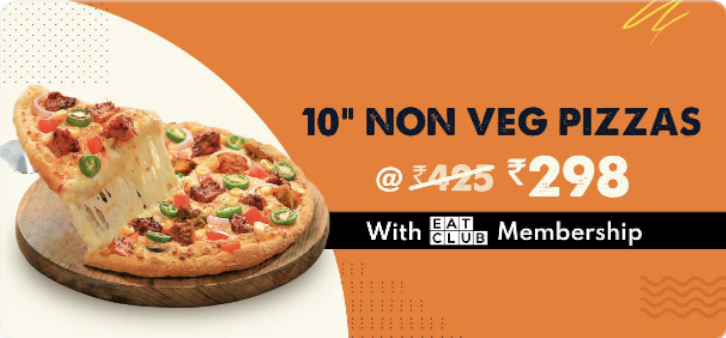 10" NON VEG PIZZAS
@ ₹425 ₹298
With EAT CLUB Membership